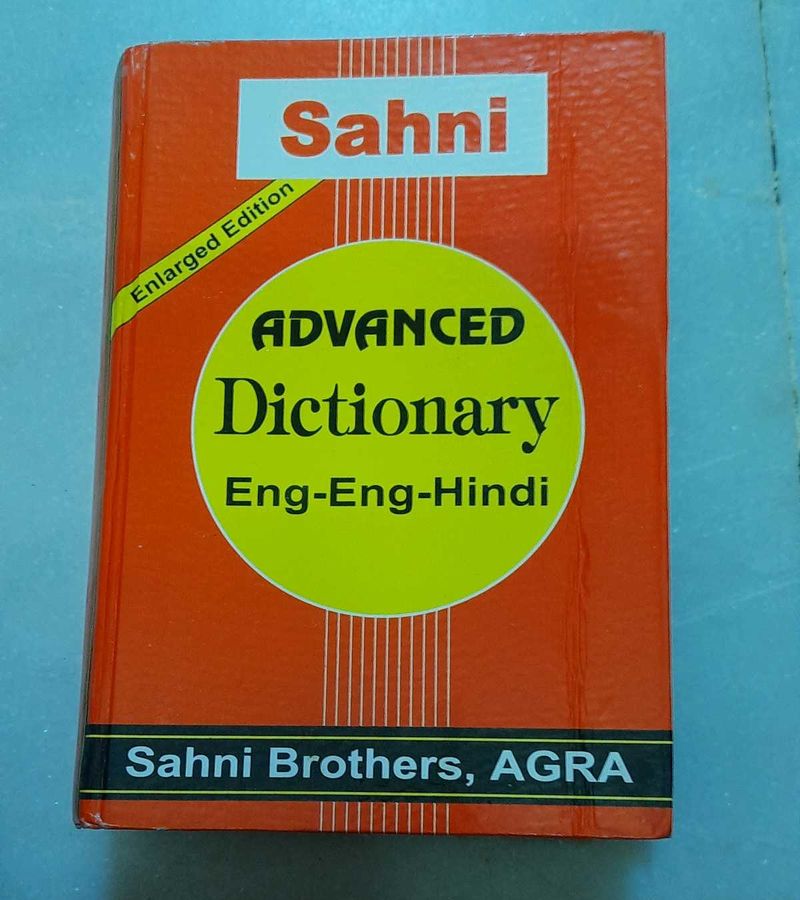 Sahni
Enlarged Edition
ADVANCED
Dictionary
Eng-Eng-Hindi
Sahni Brothers, AGRA